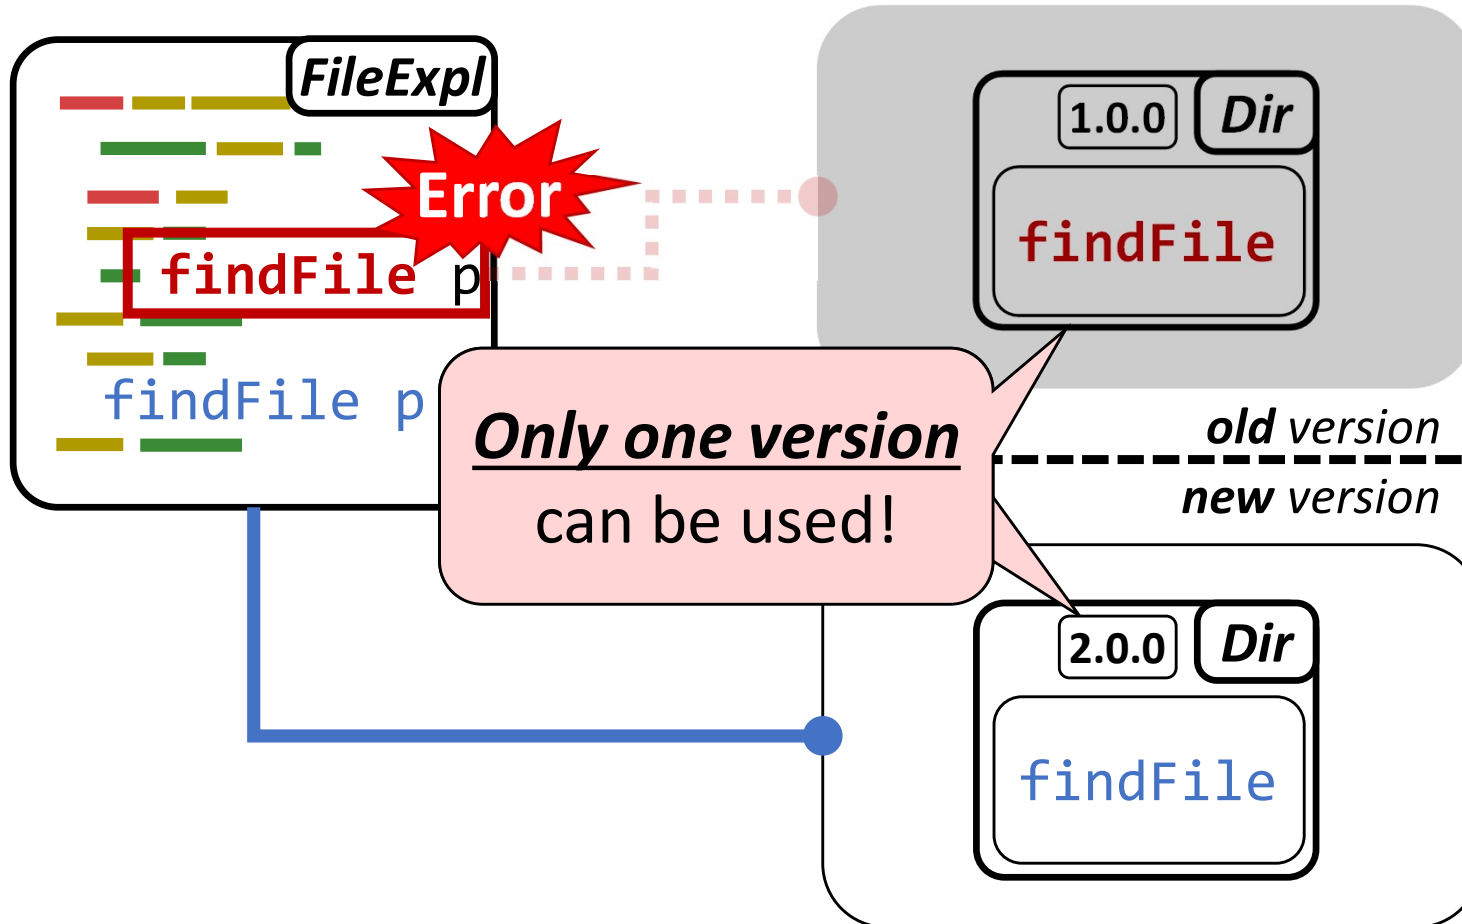 FileExpl
Error
findFile p
findFile p
1.0.0
Dir
findFile
Only one version
can be used!
old version
new version
2.0.0
Dir
findFile